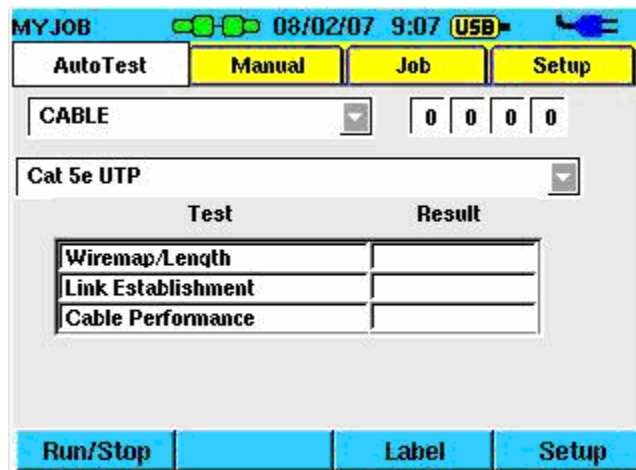 MYJOB 08/02/07 9:07 USB
AutoTest Manual Job Setup
CABLE 0 0 0 0
Cat 5e UTP
Test Result
Wiremap/Length
Link Establishment
Cable Performance
Run/Stop Label Setup